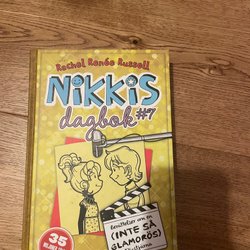 Rachel Renée Russell
NIKKIS
dagbok #7
berättelser om en
(INTE SÅ
GLAMORÖS)
35